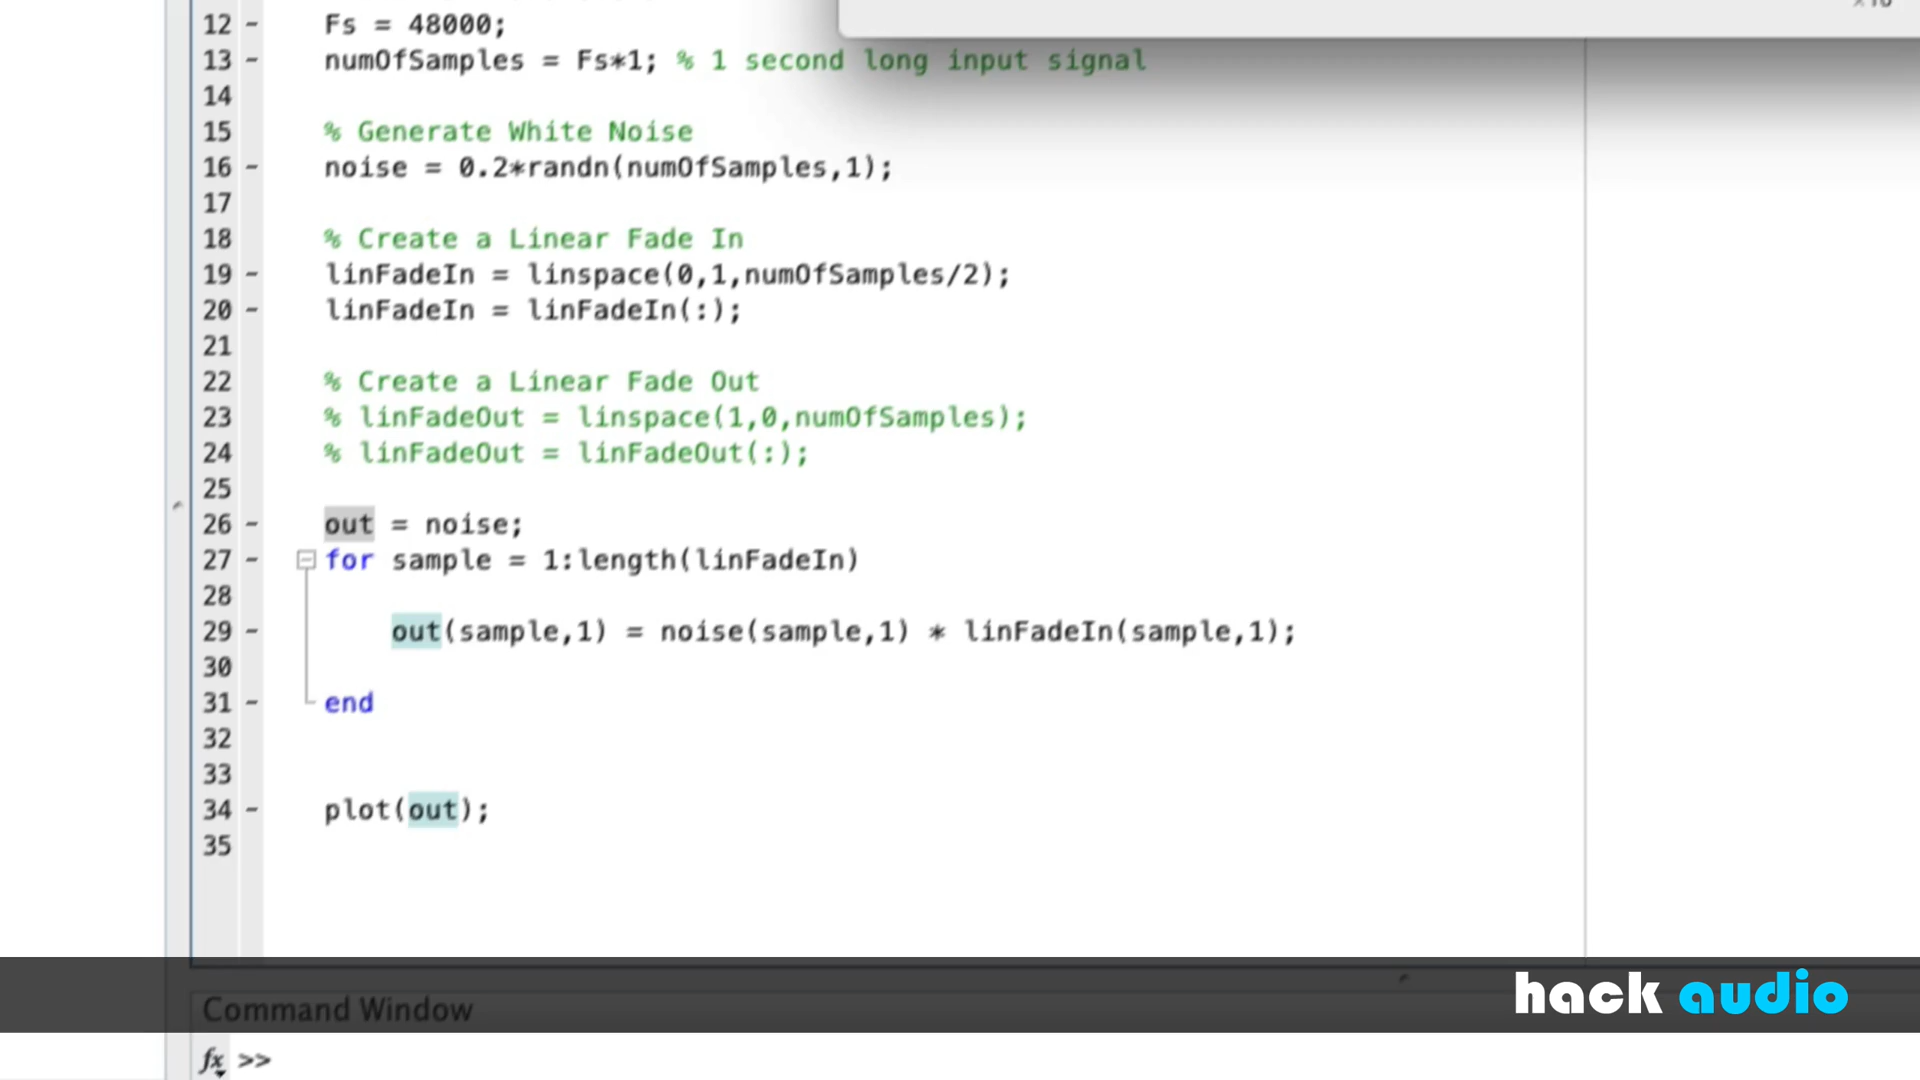 12 - Fs = 48000;
13 - numOfSamples = Fs*1; % 1 second long input signal
14
15 % Generate White Noise
16 - noise = 0.2*randn(numOfSamples,1);
17
18 % Create a Linear Fade In
19 - linFadeIn = linspace(0,1,numOfSamples/2);
20 - linFadeIn = linFadeIn(:);
21
22 % Create a Linear Fade Out
23 % linFadeOut = linspace(1,0,numOfSamples);
24 % linFadeOut = linFadeOut(:);
25
26 - out = noise;
27 - for sample = 1:length(linFadeIn)
28
29 - out(sample,1) = noise(sample,1) * linFadeIn(sample,1);
30
31 - end
32
33
34 - plot(out);
35
hack audio
Command Window
fx >>